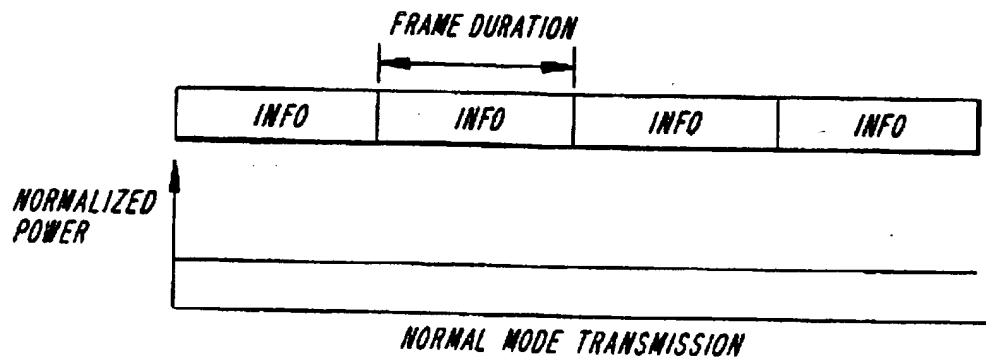 FRAME DURATION
INFO INFO INFO INFO
NORMALIZED
POWER
NORMAL MODE TRANSMISSION